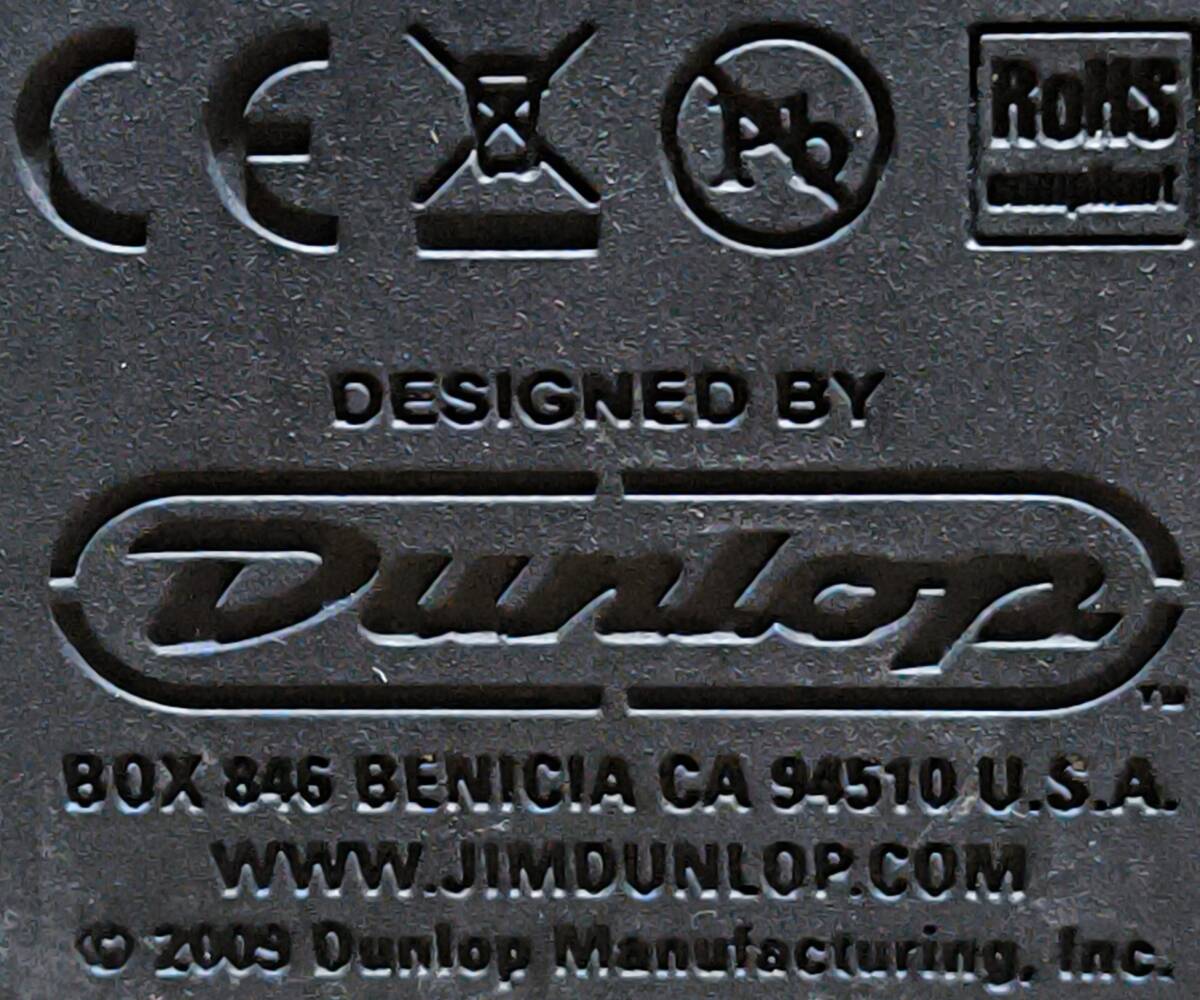 CE Pb RoHS
compliant
DESIGNED BY
Dunlop
™
BOX 846 BENICIA CA 94510 U.S.A.
WWW.JIMDUNLOP.COM
© 2009 Dunlop Manufacturing, Inc.